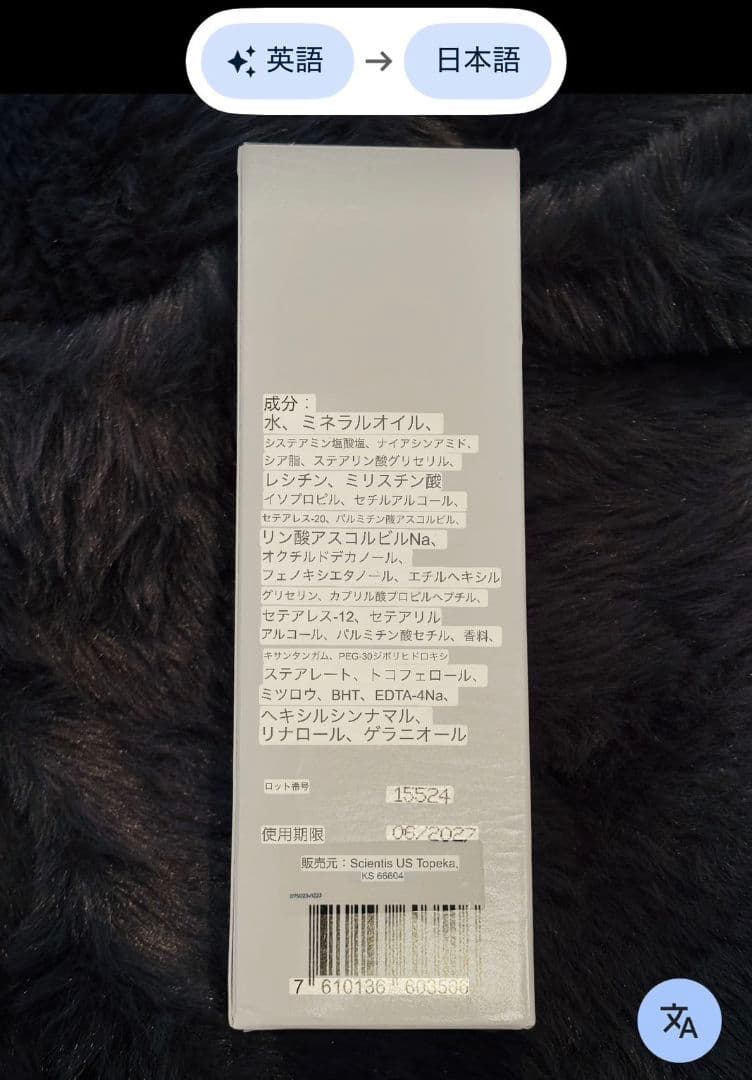 英語 → 日本語
成分：
水、ミネラルオイル、
システアミン塩酸塩、ナイアシンアミド、
シア脂、ステアリン酸グリセリル、
レシチン、ミリスチン酸
イソプロピル、セチルアルコール、
セテアレス-20、パルミチン酸アスコルビル、
リン酸アスコルビルNa、
オクチルドデカノール、
フェノキシエタノール、エチルヘキシル
グリセリン、カプリル酸プロピルヘプチル、
セテアレス-12、セテアリル
アルコール、パルミチン酸セチル、香料、
キサンタンガム、PEG-30ジポリヒドロキシ
ステアレート、トコフェロール、
ミツロウ、BHT、EDTA-4Na、
ヘキシルシンナマル、
リナロール、ゲラニオール
ロット番号 15524
使用期限 06/2027
販売元：Scientis US Topeka,
KS 66604
7 610136 603506